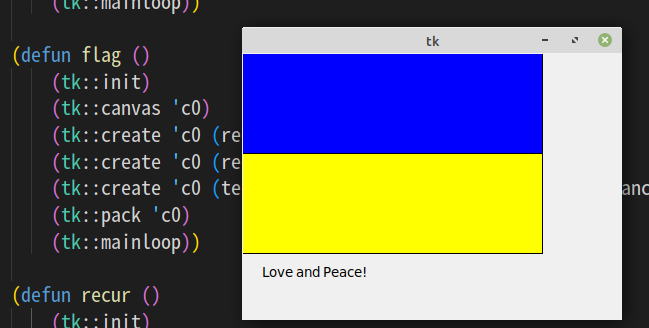 (tk::mainloop))
(defun flag ()
(tk::init)
(tk::canvas 'c0)
(tk::create 'c0 (re
(tk::create 'c0 (re
(tk::create 'c0 (te
anc
(tk::pack 'c0)
(tk::mainloop))
(defun recur ()
(tk::init)
tk
Love and Peace!